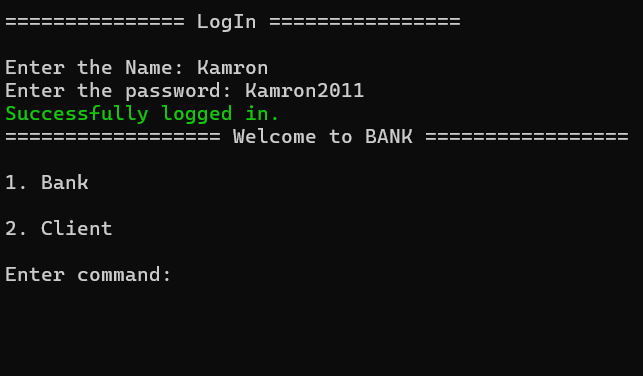 =============== LogIn ================
Enter the Name: Kamron
Enter the password: Kamron2011
Successfully logged in.
================== Welcome to BANK =================
1. Bank
2. Client
Enter command: